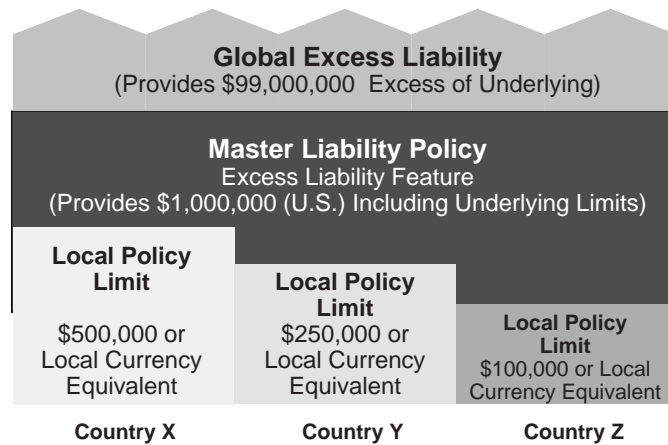 Global Excess Liability
(Provides $99,000,000 Excess of Underlying)
Master Liability Policy
Excess Liability Feature
(Provides $1,000,000 (U.S.) Including Underlying Limits)
Local Policy
Limit
$500,000 or
Local Currency
Equivalent
Local Policy
Limit
$250,000 or
Local Currency
Equivalent
Local Policy
Limit
$100,000 or Local
Currency Equivalent
Country X
Country Y
Country Z